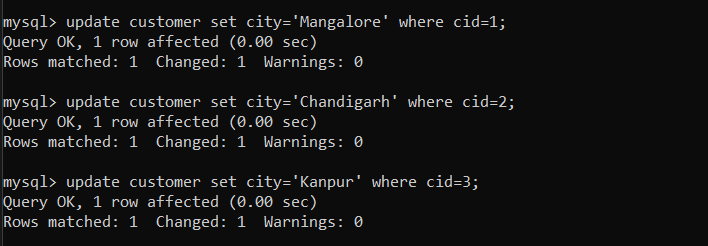 mysql> update customer set city='Mangalore' where cid=1;
Query OK, 1 row affected (0.00 sec)
Rows matched: 1  Changed: 1  Warnings: 0
mysql> update customer set city='Chandigarh' where cid=2;
Query OK, 1 row affected (0.00 sec)
Rows matched: 1  Changed: 1  Warnings: 0
mysql> update customer set city='Kanpur' where cid=3;
Query OK, 1 row affected (0.00 sec)
Rows matched: 1  Changed: 1  Warnings: 0